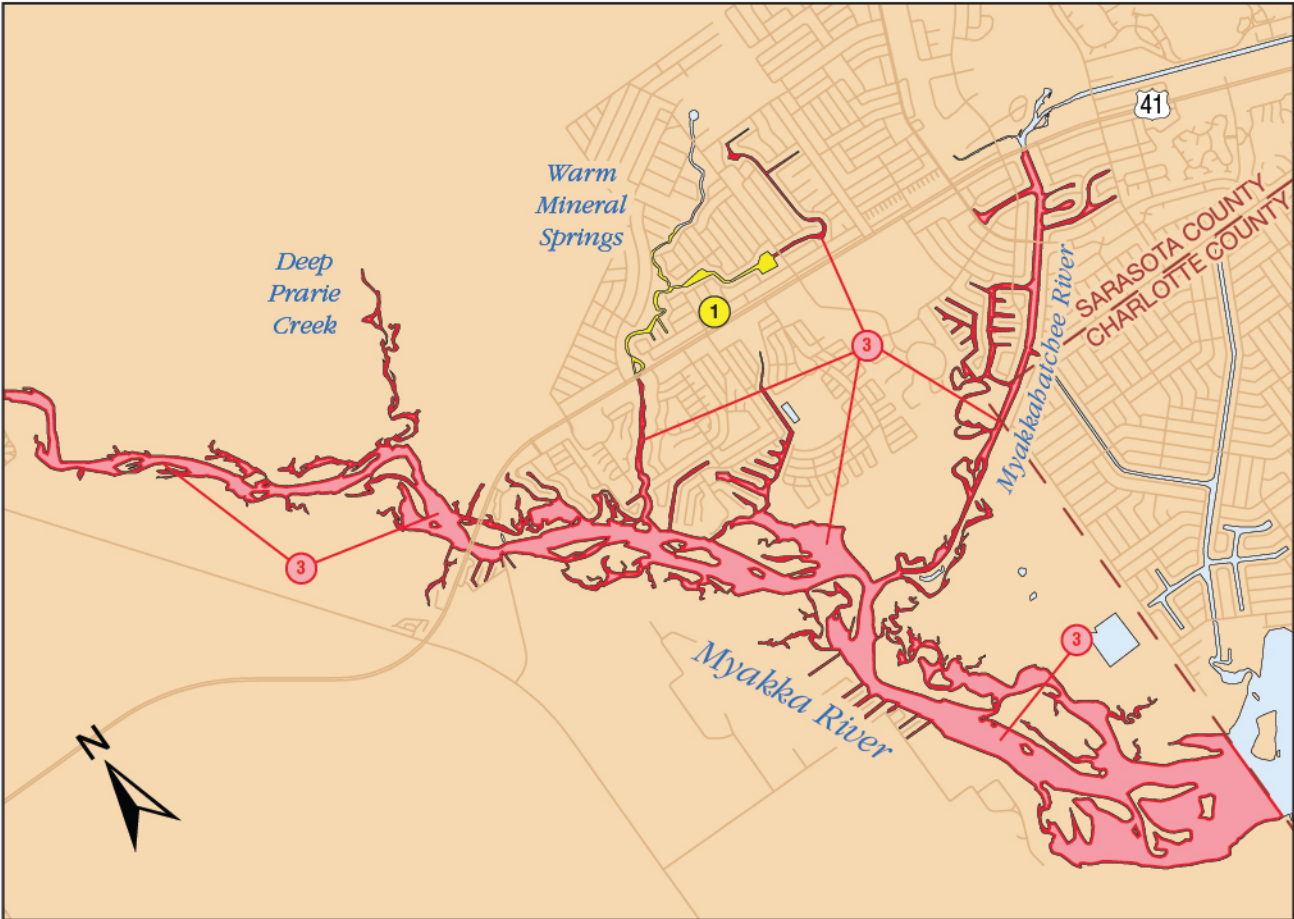 41
Warm
Mineral
Springs
SARASOTA COUNTY
CHARLOTTE COUNTY
Deep
Prarie
Creek
1
3
Myakkahatchee River
3
3
Myakka River
N